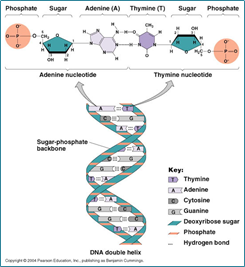 Phosphate Sugar Adenine (A) Thymine (T) Sugar Phosphate
Adenine nucleotide Thymine nucleotide
Sugar-phosphate
backbone
Key:
T Thymine
A Adenine
C Cytosine
G Guanine
Deoxyribose sugar
Phosphate
Hydrogen bond
DNA double helix
Copyright © 2004 Pearson Education, Inc., publishing as Benjamin Cummings.